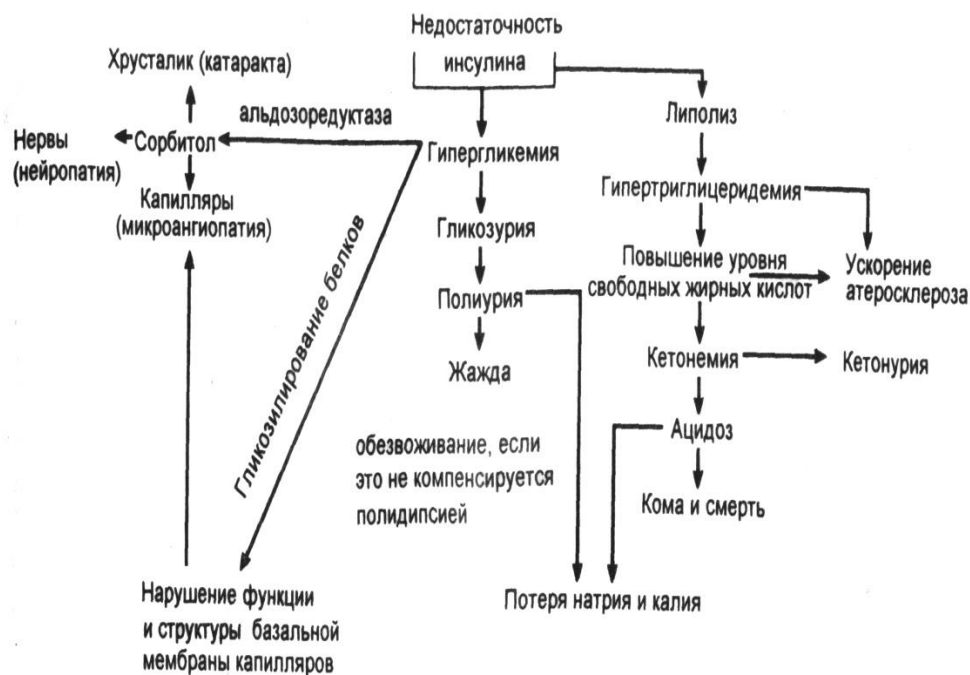 Недостаточность
инсулина
Хрусталик (катаракта)
альдозоредуктаза
Липолиз
Нервы
(нейропатия)
Сорбитол
Гипергликемия
Капилляры
(микроангиопатия)
Гипертриглицеридемия
Гликозурия
Повышение уровня
свободных жирных кислот
Ускорение
атеросклероза
Полиурия
Гликозилирование белков
Жажда
Кетонемия
Кетонурия
Ацидоз
обезвоживание, если
это не компенсируется
полидипсией
Кома и смерть
Нарушение функции
и структуры базальной
мембраны капилляров
Потеря натрия и калия